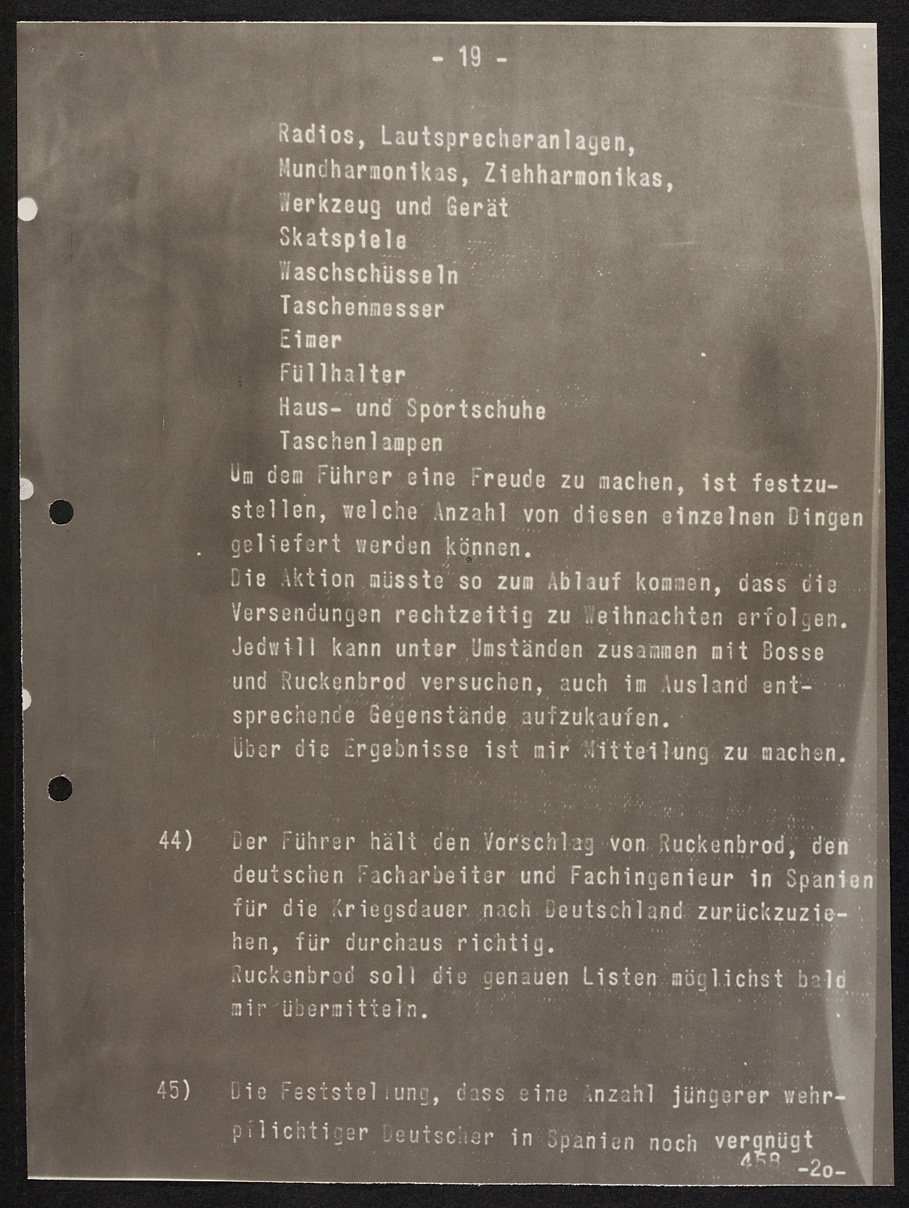 - 19 -
Radios, Lautsprecheranlagen,
Mundharmonikas, Ziehharmonikas,
Werkzeug und Gerät
Skatspiele
Waschschüsseln
Taschenmesser
Eimer
Füllhalter
Haus- und Sportschuhe
Taschenlampen
Um dem Führer eine Freude zu machen, ist festzu-
stellen, welche Anzahl von diesen einzelnen Dingen
geliefert werden können.
Die Aktion müsste so zum Ablauf kommen, dass die
Versendungen rechtzeitig zu Weihnachten erfolgen.
Jedwill kann unter Umständen zusammen mit Bosse
und Ruckenbrod versuchen, auch im Ausland ent-
sprechende Gegenstände aufzukaufen.
Über die Ergebnisse ist mir Mitteilung zu machen.
44) Der Führer hält den Vorschlag von Ruckenbrod, den
deutschen Facharbeiter und Fachingenieur in Spanien
für die Kriegsdauer nach Deutschland zurückzuzie-
hen, für durchaus richtig.
Ruckenbrod soll die genauen Listen möglichst bald
mir übermitteln.
45) Die Feststellung, dass eine Anzahl jüngerer wehr-
pflichtiger Deutscher in Spanien noch vergnügt
458 -2o-